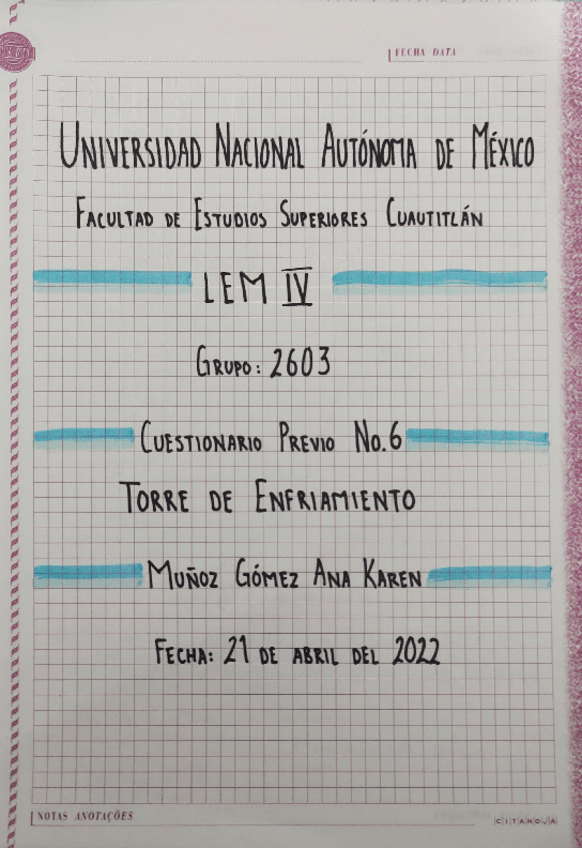 FECHA DATA
UNIVERSIDAD NACIONAL AUTÓNOMA DE MÉXICO
FACULTAD DE ESTUDIOS SUPERIORES CUAUTITLÁN
LEM IV
GRUPO: 2603
CUESTIONARIO PREVIO NO.6
TORRE DE ENFRIAMIENTO
MUÑOZ GÓMEZ ANA KAREN
FECHA: 21 DE ABRIL DEL 2022
NOTAS ANOTAÇÕES
CITANOVA